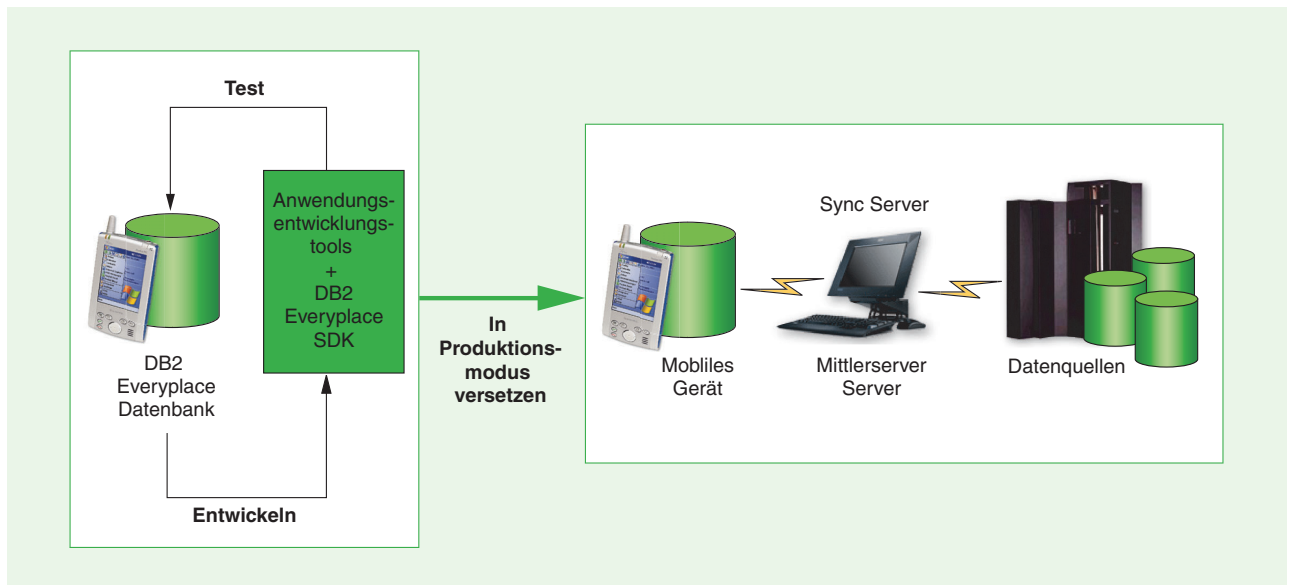 Test
Anwendungs-
entwicklungs-
tools
+
DB2
Everyplace
SDK
DB2
Everyplace
Datenbank
Entwickeln
In
Produktions-
modus
versetzen
Sync Server
Mobiles
Gerät
Mittlerserver
Server
Datenquellen